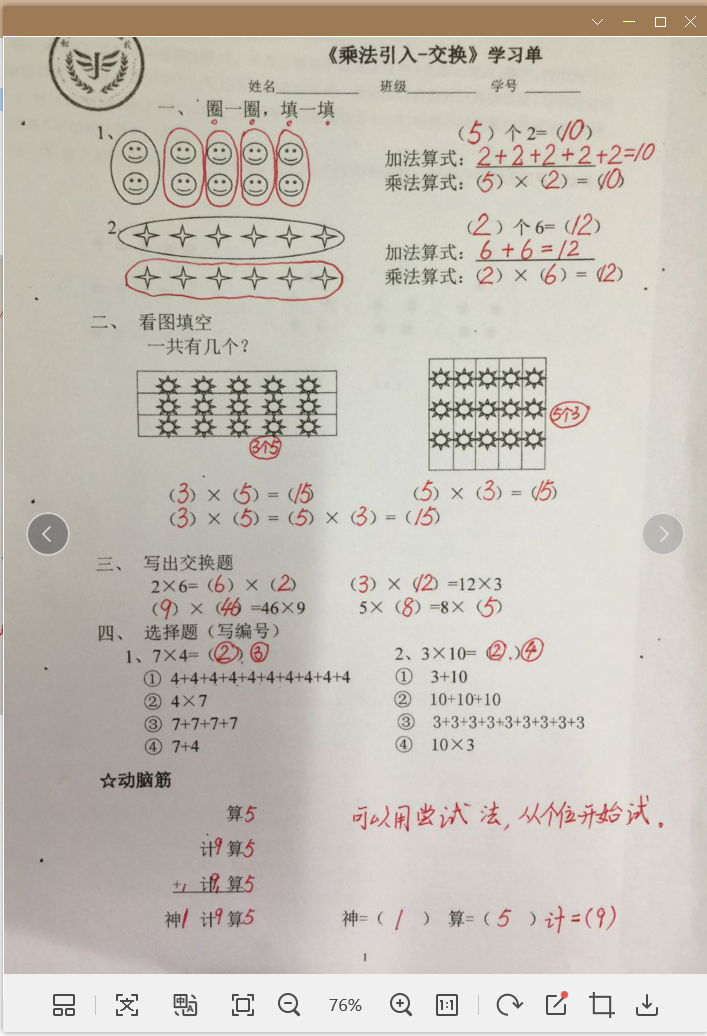 《乘法引入-交换》学习单
姓名________ 班级________ 学号________
一、 圈一圈，填一填
1、
（5）个2=（10）
加法算式：2+2+2+2+2=10
乘法算式：（5）×（2）=（10）
2.
（2）个6=（12）
加法算式：6+6=12
乘法算式：（2）×（6）=（12）
二、 看图填空
一共有几个?
3个5
5个3
（3）×（5）=（15）
（5）×（3）=（15）
（3）×（5）=（5）×（3）=（15）
三、 写出交换题
2×6=（6）×（2） （3）×（12）=12×3
（9）×（46）=46×9 5×（8）=8×（5）
四、 选择题（写编号）
1、7×4=（②）③
① 4+4+4+4+4+4+4+4+4+4
② 4×7
③ 7+7+7+7
④ 7+4
2、3×10=（②、）④
① 3+10
② 10+10+10
③ 3+3+3+3+3+3+3+3+3
④ 10×3
☆动脑筋
算5
计9 算5
+1 计9 1 算5
神1 计9 算5
可以用尝试法，从个位开始试。
神=（1） 算=（5） 计=（9）
1
76%
1:1